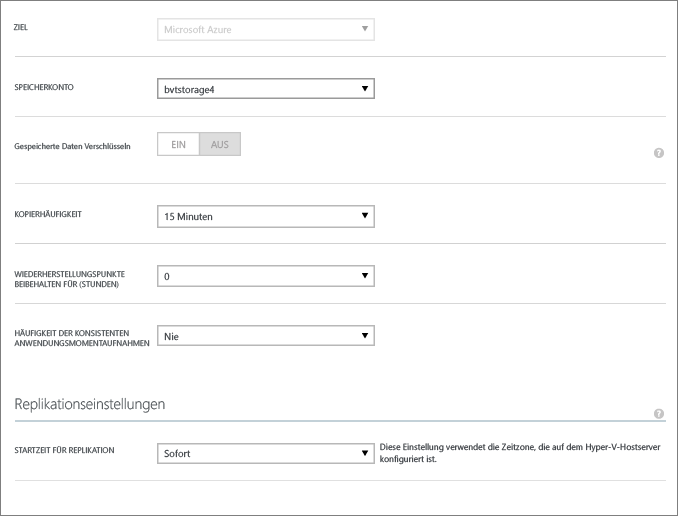 ZIEL
Microsoft Azure
SPEICHERKONTO
bvtstorage4
Gespeicherte Daten Verschlüsseln
EIN
AUS
?
KOPIERHÄUFIGKEIT
15 Minuten
WIEDERHERSTELLUNGSPUNKTE
BEIBEHALTEN FÜR (STUNDEN)
0
HÄUFIGKEIT DER KONSISTENTEN
ANWENDUNGSMOMENTAUFNAHMEN
Nie
Replikationseinstellungen
?
STARTZEIT FÜR REPLIKATION
Sofort
Diese Einstellung verwendet die Zeitzone, die auf dem Hyper-V-Hostserver
konfiguriert ist.